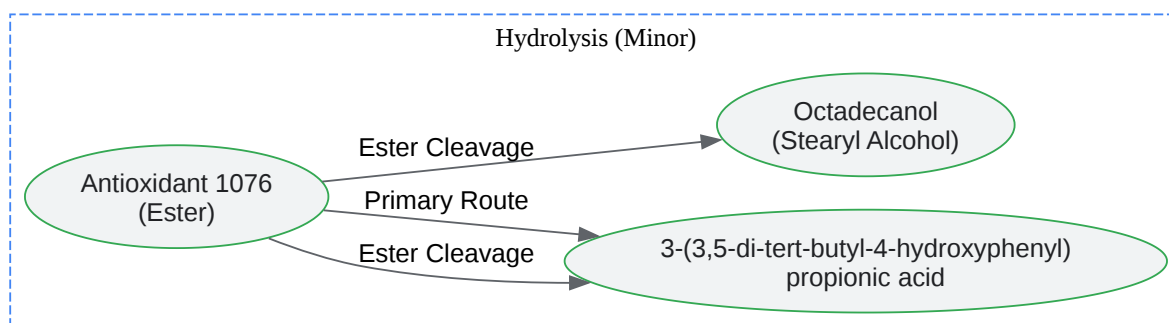 Hydrolysis (Minor)
Octadecanol
(Stearyl Alcohol)
Ester Cleavage
Antioxidant 1076
(Ester)
Primary Route
Ester Cleavage
3-(3,5-di-tert-butyl-4-hydroxyphenyl)
propionic acid